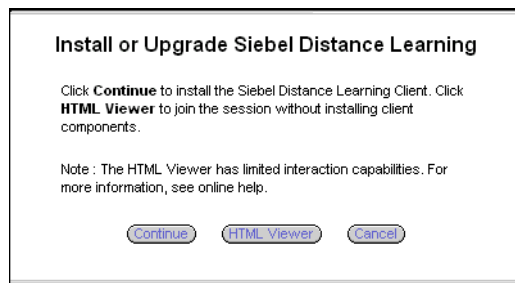 Install or Upgrade Siebel Distance Learning
Click Continue to install the Siebel Distance Learning Client. Click
HTML Viewer to join the session without installing client
components.
Note : The HTML Viewer has limited interaction capabilities. For
more information, see online help.
Continue HTML Viewer Cancel